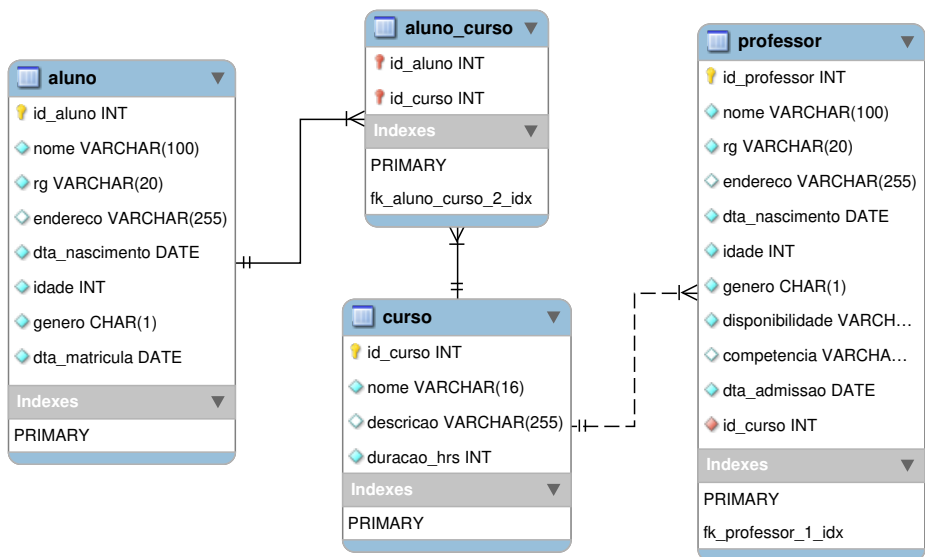 aluno
id_aluno INT
nome VARCHAR(100)
rg VARCHAR(20)
endereco VARCHAR(255)
dta_nascimento DATE
idade INT
genero CHAR(1)
dta_matricula DATE
Indexes
PRIMARY
aluno_curso
id_aluno INT
id_curso INT
Indexes
PRIMARY
fk_aluno_curso_2_idx
curso
id_curso INT
nome VARCHAR(16)
descricao VARCHAR(255)
duracao_hrs INT
Indexes
PRIMARY
professor
id_professor INT
nome VARCHAR(100)
rg VARCHAR(20)
endereco VARCHAR(255)
dta_nascimento DATE
idade INT
genero CHAR(1)
disponibilidade VARCH...
competencia VARCHA...
dta_admissao DATE
id_curso INT
Indexes
PRIMARY
fk_professor_1_idx